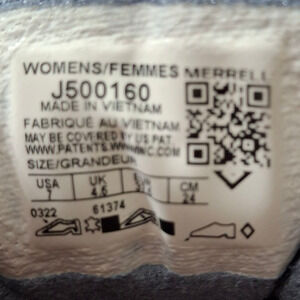 WOMENS/FEMMES MERRELL
J500160
MADE IN VIETNAM
FABRIQUÉ AU VIETNAM
MAY BE COVERED BY US PAT
SIZE/GRANDEUR
USA UK CM
7 4.5 24
0322 61374